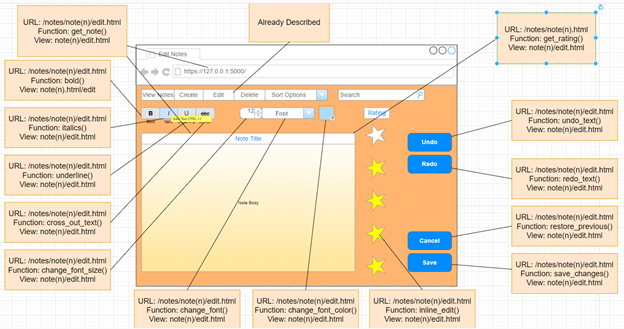 URL: /notes/note(n)/edit.html
Function: get_note()
View: note(n)/edit.html
Already Described
URL: /notes/note(n).html
Function: get_rating()
View: note(n)/edit.html
Edit Notes
https://127.0.0.1:5000/
URL: /notes/note(n)/edit.html
Function: bold()
View: note(n).html/edit
View Notes Create Edit Delete Sort Options Search
B I U abc
12 Font
Rating
URL: /notes/note(n)/edit.html
Function: italics()
View: note(n)/edit.html
Note Title
Undo
URL: /notes/note(n)/edit.html
Function: undo_text()
View: note(n)/edit.html
Redo
URL: /notes/note(n)/edit.html
Function: underline()
View: note(n)/edit.html
URL: /notes/note(n)/edit.html
Function: redo_text()
View: note(n)/edit.html
Note Body
URL: /notes/note(n)/edit.html
Function: cross_out_text()
View: note(n)/edit.html
Cancel
URL: /notes/note(n)/edit.html
Function: restore_previous()
View: note(n)/edit.html
URL: /notes/note(n)/edit.html
Function: change_font_size()
View: note(n)/edit.html
Save
URL: /notes/note(n)/edit.html
Function: save_changes()
View: note(n)/edit.html
URL: /notes/note(n)/edit.html
Function: change_font()
View: note(n)/edit.html
URL: /notes/note(n)/edit.html
Function: change_font_color()
View: note(n)/edit.html
URL: /notes/note(n)/edit.html
Function: inline_edit()
View: note(n)/edit.html